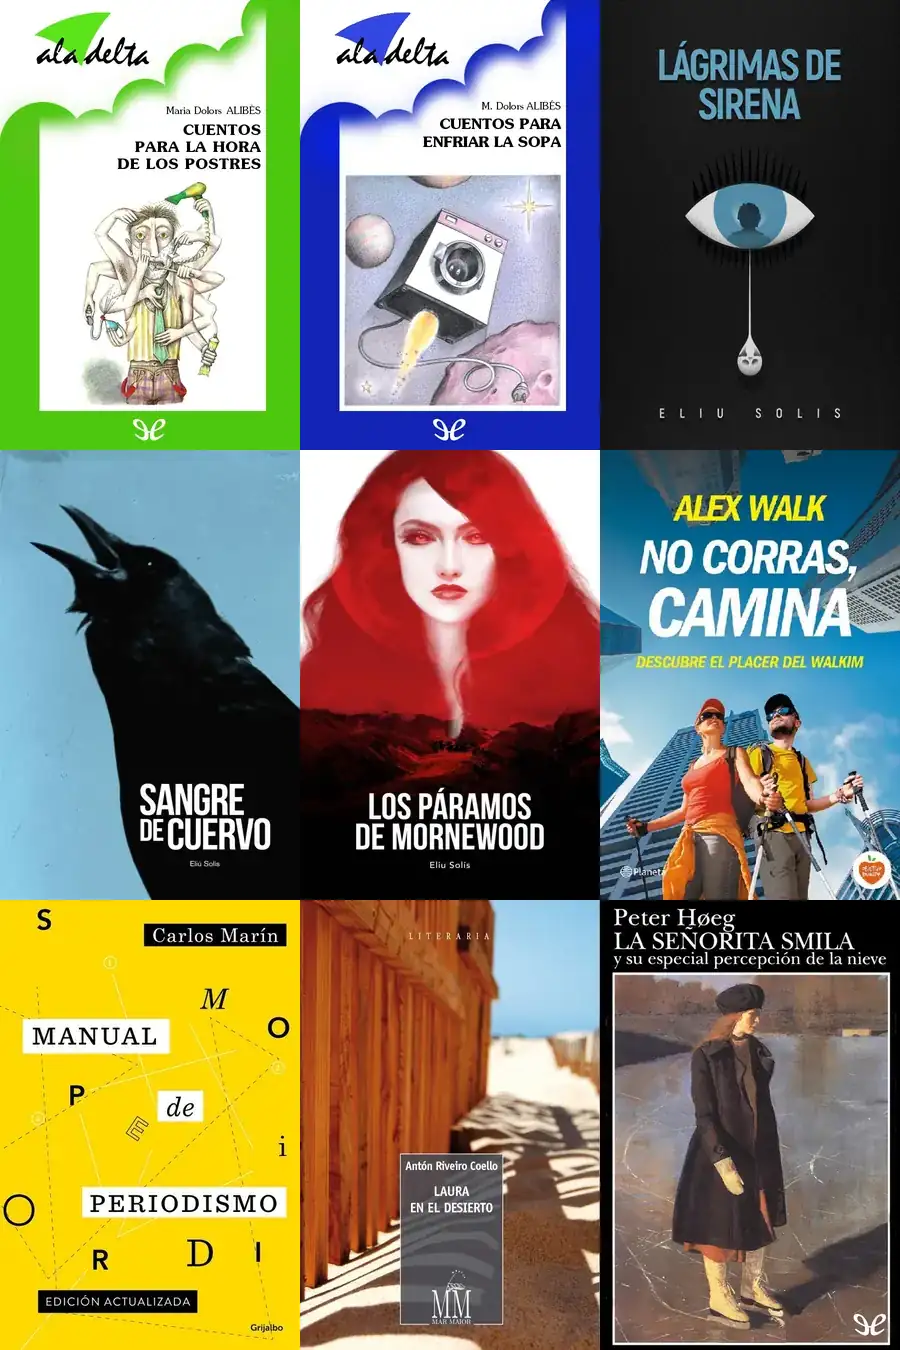 ala delta
Maria Dolors ALIBÉS
CUENTOS
PARA LA HORA
DE LOS POSTRES
ala delta
M. Dolors ALIBÉS
CUENTOS PARA
ENFRIAR LA SOPA
LÁGRIMAS DE
SIRENA
ELIU SOLIS
SANGRE
DE CUERVO
Eliú Solís
LOS PÁRAMOS
DE MORNEWOOD
Eliu Solís
ALEX WALK
NO CORRAS,
CAMINA
DESCUBRE EL PLACER DEL WALKIM
Planeta
S
Carlos Marín
M
O
MANUAL
P
de
E
i
PERIODISMO
O
R
D
I
EDICIÓN ACTUALIZADA
Grijalbo
LITERARIA
Antón Riveiro Coello
LAURA
EN EL DESIERTO
MM
MAR MAIOR
Peter Høeg
LA SEÑORITA SMILA
y su especial percepción de la nieve